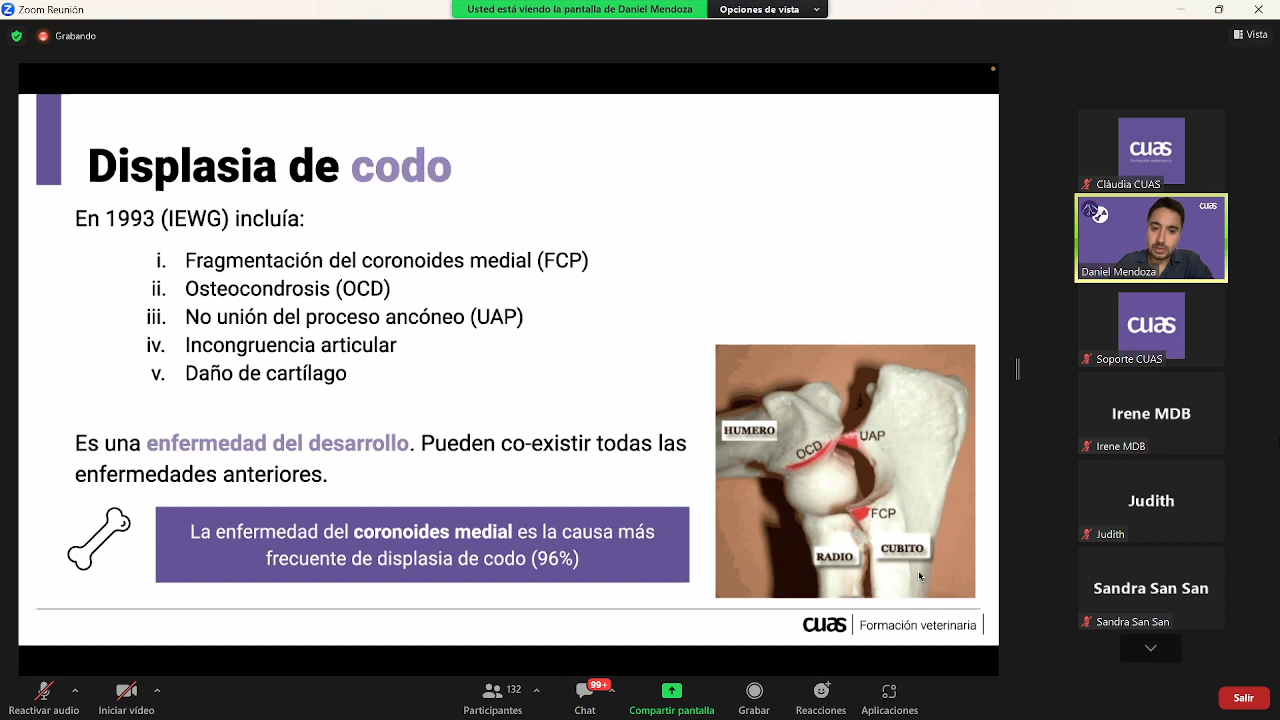 Zoom Reunión
Usted está viendo la pantalla de Daniel Mendoza
Opciones de vista
Grabando
Vista
Displasia de codo
En 1993 (IEWG) incluía:
i. Fragmentación del coronoides medial (FCP)
ii. Osteocondrosis (OCD)
iii. No unión del proceso ancóneo (UAP)
iv. Incongruencia articular
v. Daño de cartílago
Es una enfermedad del desarrollo. Pueden co-existir todas las
enfermedades anteriores.
La enfermedad del coronoides medial es la causa más
frecuente de displasia de codo (96%)
HUMERO
OCD
UAP
FCP
RADIO
CUBITO
cuas | Formación veterinaria
cuas
Clàudia CUAS
cuas
Daniel Mendoza
cuas
Soporte CUAS
Irene MDB
Irene MDB
Judith
Judith
Sandra San San
Sandra San San
Reactivar audio
Iniciar vídeo
132
Participantes
99+
Chat
Compartir pantalla
Grabar
Reacciones
Aplicaciones
Salir